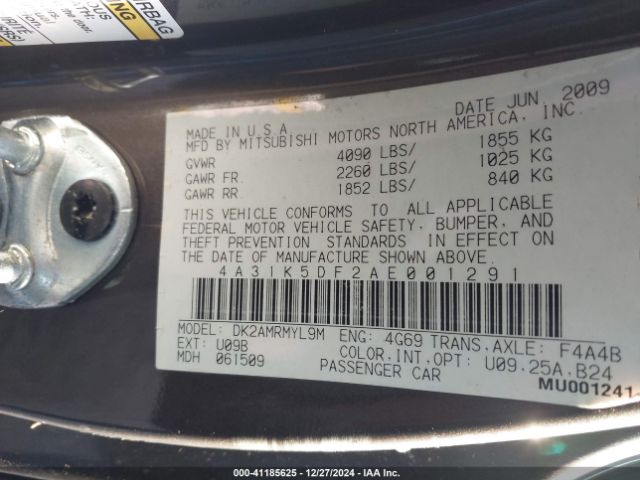 AIRBAG
DATE JUN 2009
MADE IN U.S.A.
MFD BY MITSUBISHI MOTORS NORTH AMERICA, INC.
GVWR 4090 LBS/ 1855 KG
GAWR FR 2260 LBS/ 1025 KG
GAWR RR 1852 LBS/ 840 KG
THIS VEHICLE CONFORMS TO ALL APPLICABLE
FEDERAL MOTOR VEHICLE SAFETY, BUMPER, AND
THEFT PREVENTION STANDARDS IN EFFECT ON
THE DATE OF MANUFACTURE SHOWN ABOVE.
4A31K5DF2AE001291
MODEL: DK2AMRMYL9M ENG: 4G69 TRANS.AXLE: F4A4B
EXT: U09B COLOR.INT.OPT: U09.25A.B24
MDH 061509 PASSENGER CAR
MU001241
000-41185625 - 12/27/2024 - IAA Inc.